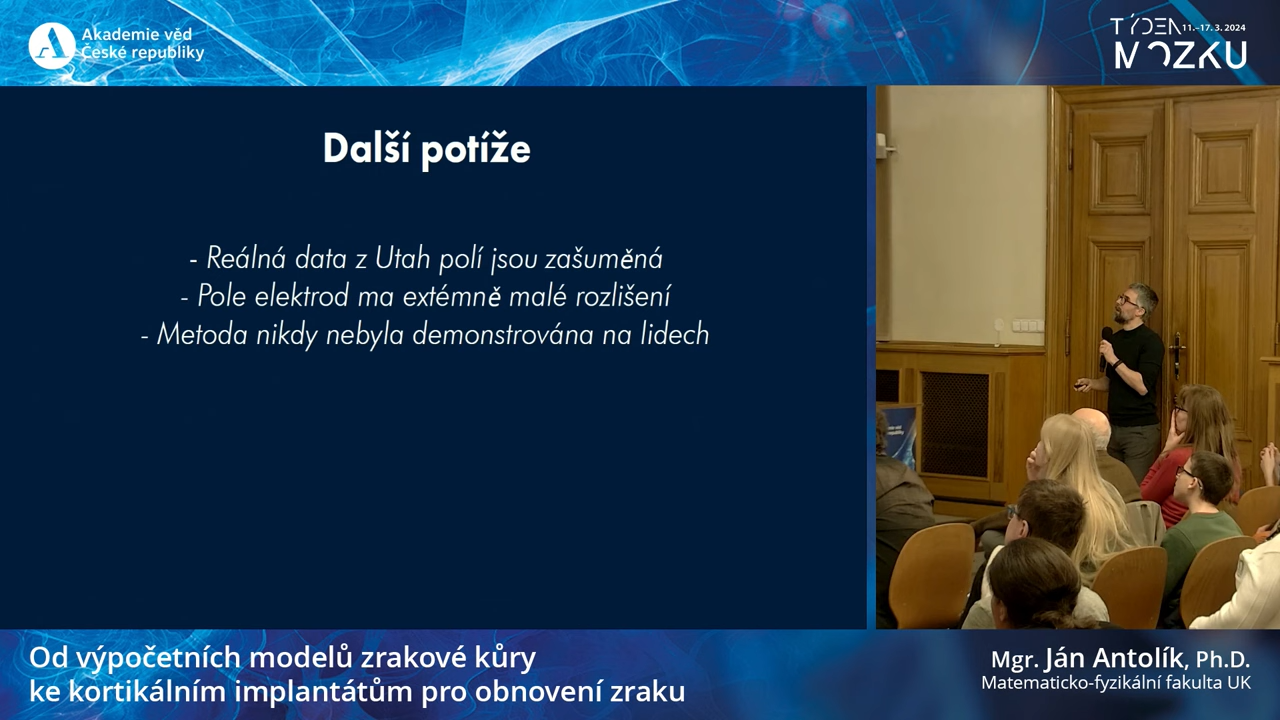 Akademie věd
České republiky
TÝDEN 11.–17. 3. 2024
MOZKU
Další potíže
- Reálná data z Utah polí jsou zašuměná
- Pole elektrod ma extémně malé rozlišení
- Metoda nikdy nebyla demonstrována na lidech
Od výpočetních modelů zrakové kůry
ke kortikálním implantátům pro obnovení zraku
Mgr. Ján Antolík, Ph.D.
Matematicko-fyzikální fakulta UK